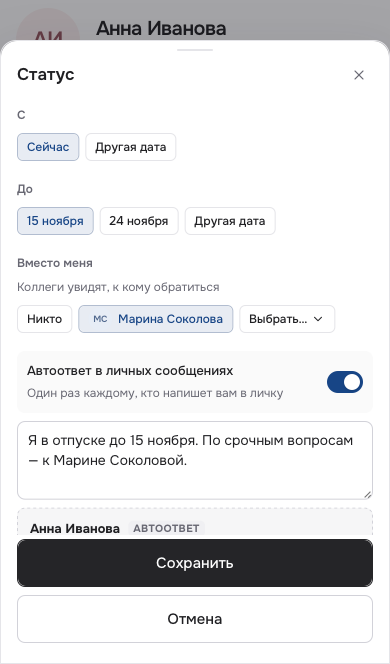 Анна Иванова
АИ
Статус
С
Сейчас
Другая дата
До
15 ноября
24 ноября
Другая дата
Вместо меня
Коллеги увидят, к кому обратиться
Никто
МС Марина Соколова
Выбрать...
Автоответ в личных сообщениях
Один раз каждому, кто напишет вам в личку
Я в отпуске до 15 ноября. По срочным вопросам
— к Марине Соколовой.
Анна Иванова АВТООТВЕТ
Сохранить
Отмена